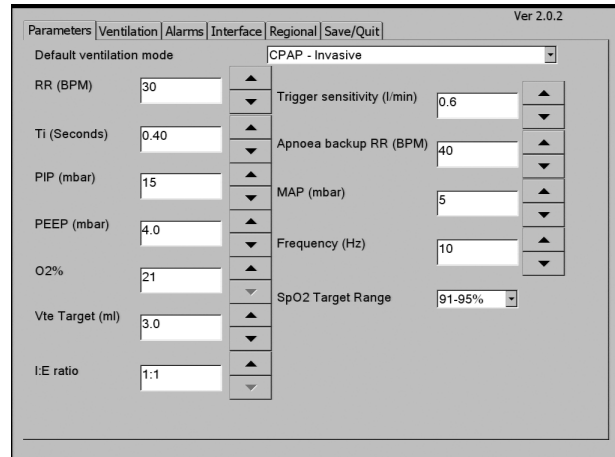 Ver 2.0.2
Parameters Ventilation Alarms Interface Regional Save/Quit
Default ventilation mode CPAP - Invasive
RR (BPM) 30
Ti (Seconds) 0.40
PIP (mbar) 15
PEEP (mbar) 4.0
O2% 21
Vte Target (ml) 3.0
I:E ratio 1:1
Trigger sensitivity (l/min) 0.6
Apnoea backup RR (BPM) 40
MAP (mbar) 5
Frequency (Hz) 10
SpO2 Target Range 91-95%